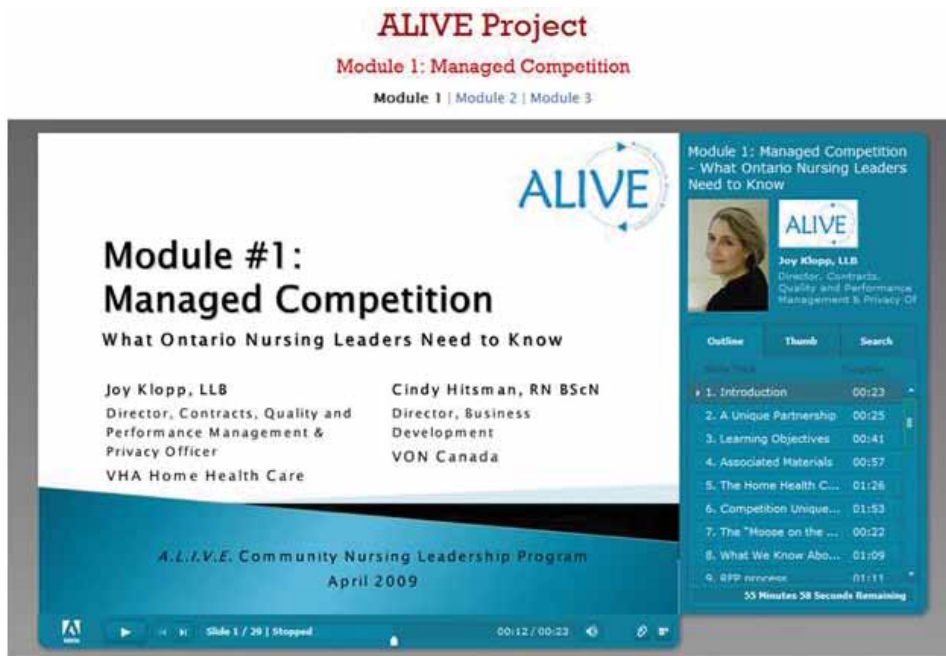 ALIVE Project
Module 1: Managed Competition
Module 1 | Module 2 | Module 3
ALIVE
Module #1:
Managed Competition
What Ontario Nursing Leaders Need to Know
Joy Klopp, LLB
Director, Contracts, Quality and
Performance Management &
Privacy Officer
VHA Home Health Care
Cindy Hitsman, RN BScN
Director, Business
Development
VON Canada
A.L.I.V.E. Community Nursing Leadership Program
April 2009
Slide 1 / 29 | Stopped
00:12 / 00:23
Module 1: Managed Competition
– What Ontario Nursing Leaders
Need to Know
ALIVE
Joy Klopp, LLB
Director, Contracts,
Quality and Performance
Management & Privacy Of
Outline Thumb Search
Slide Title Duration
1. Introduction 00:23
2. A Unique Partnership 00:25
3. Learning Objectives 00:41
4. Associated Materials 00:57
5. The Home Health C... 01:26
6. Competition Unique... 01:53
7. The "Moose on the ... 00:22
8. What We Know Abo... 01:09
9. RFP process 01:11
55 Minutes 58 Seconds Remaining